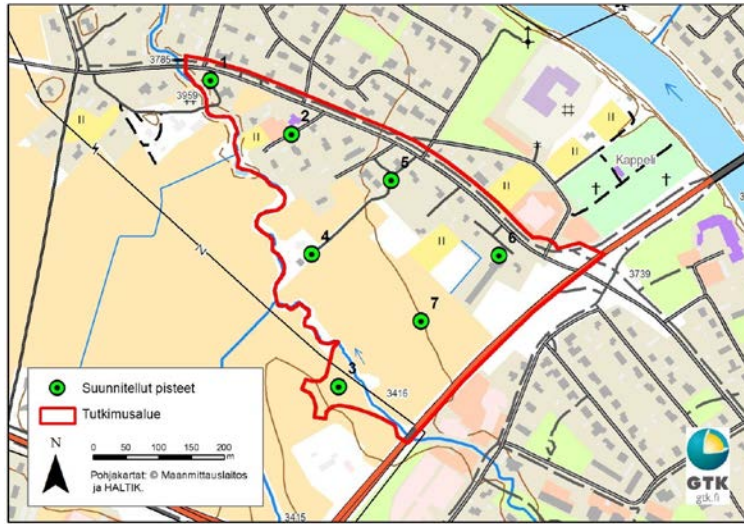 3785
1
3959
II
II
2
5
II
II
II
Kappeli
4
II
6
3739
7
N
3
3416
Suunnitellut pisteet
Tutkimusalue
N
0 50 100 150 200
m
Pohjakartat: © Maanmittauslaitos
ja HALTIK.
3415
GTK
gtk.fi